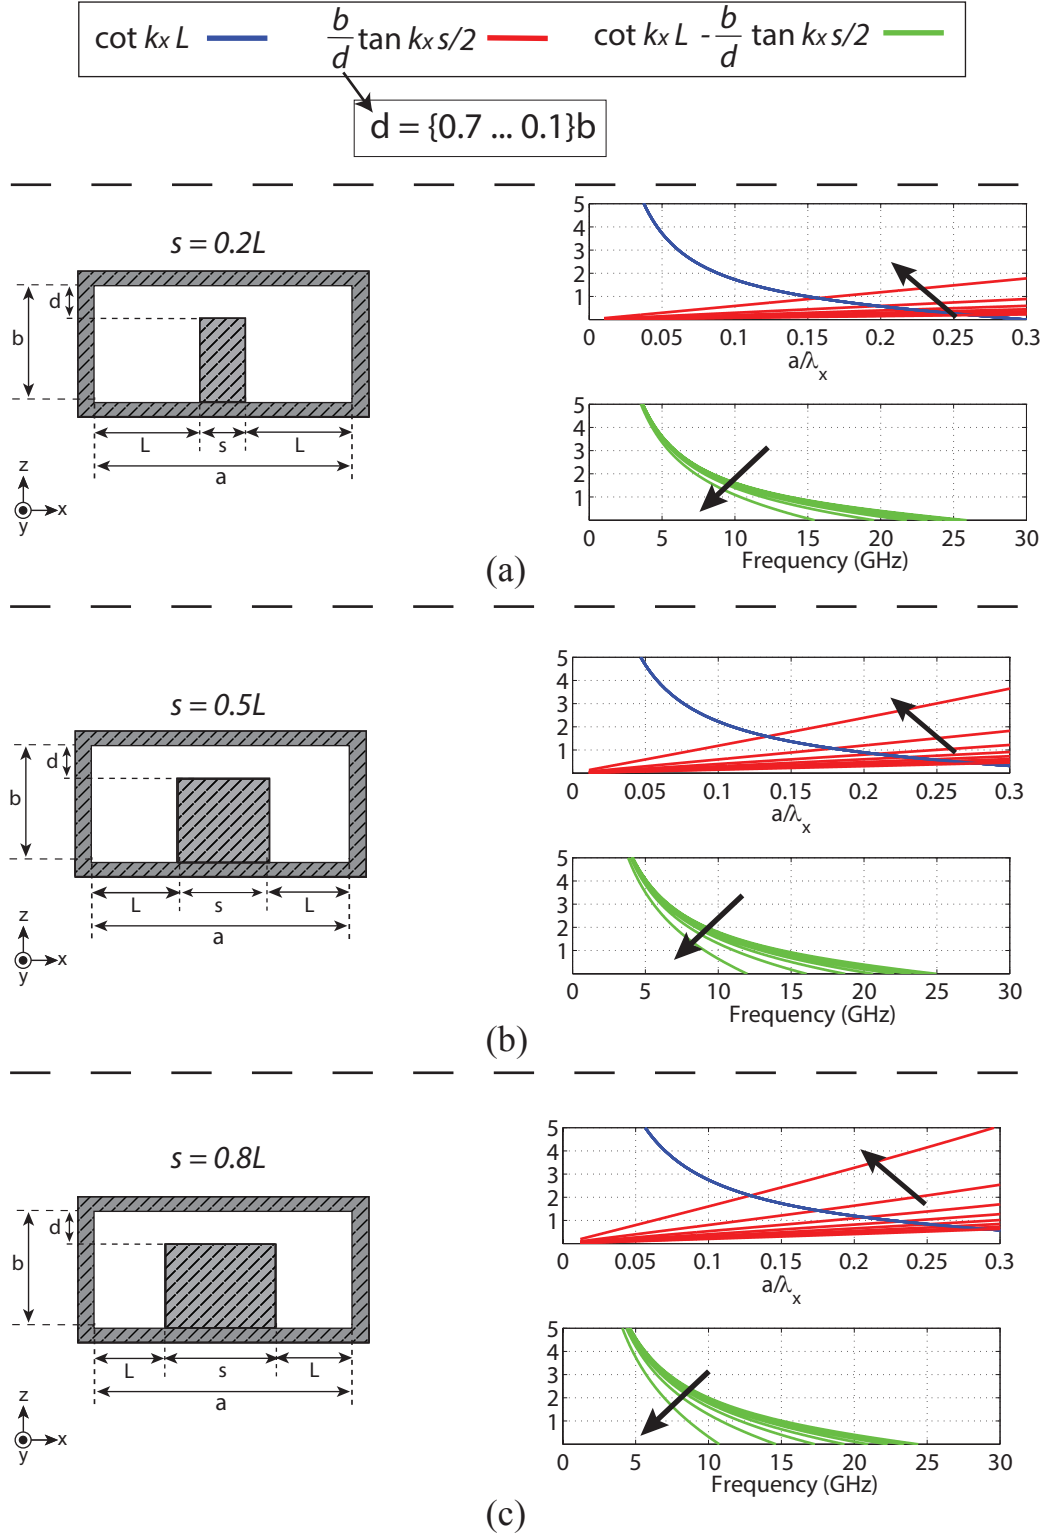 cot kx L   b/d tan kx s/2   cot kx L - b/d tan kx s/2
d = {0.7 ... 0.1}b
s = 0.2L
d
b
L s L
a
z
x
y
5
4
3
2
1
0 0.05 0.1 0.15 0.2 0.25 0.3
a/λx
5
4
3
2
1
0 5 10 15 20 25 30
Frequency (GHz)
(a)
s = 0.5L
d
b
L s L
a
z
x
y
5
4
3
2
1
0 0.05 0.1 0.15 0.2 0.25 0.3
a/λx
5
4
3
2
1
0 5 10 15 20 25 30
Frequency (GHz)
(b)
s = 0.8L
d
b
L s L
a
z
x
y
5
4
3
2
1
0 0.05 0.1 0.15 0.2 0.25 0.3
a/λx
5
4
3
2
1
0 5 10 15 20 25 30
Frequency (GHz)
(c)